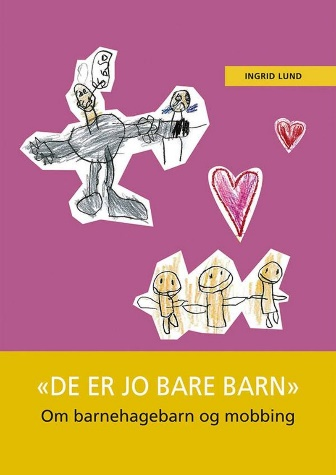 INGRID LUND
«DE ER JO BARE BARN»
Om barnehagebarn og mobbing